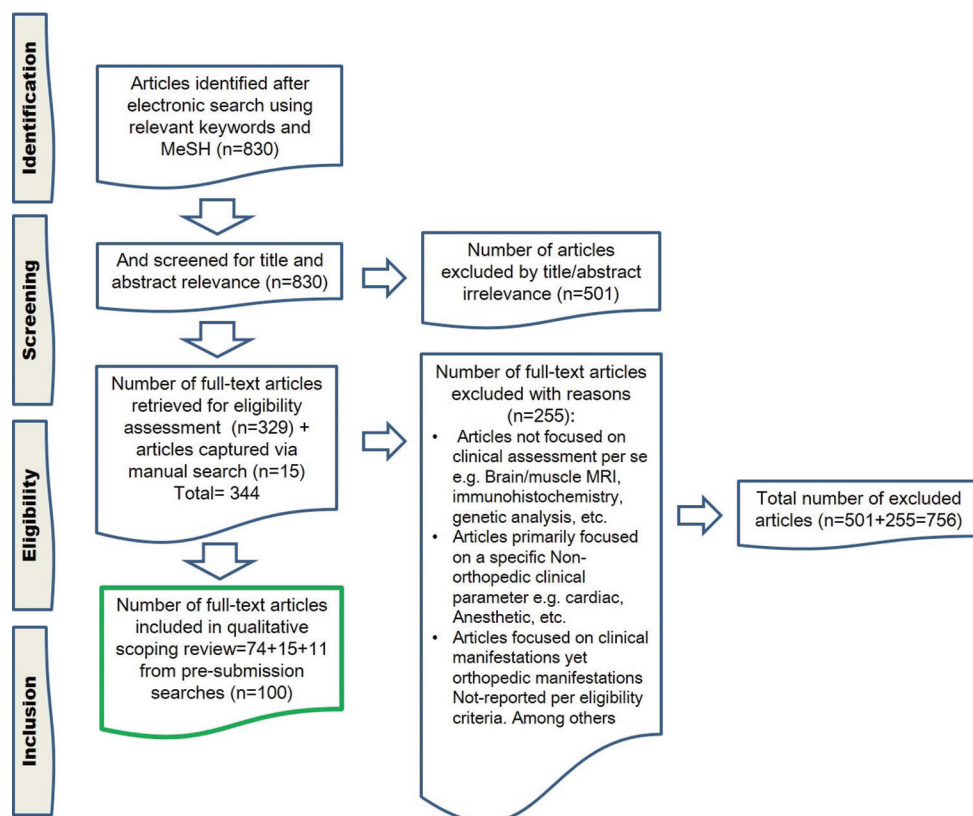 Identification
Articles identified after
electronic search using
relevant keywords and
MeSH (n=830)
Screening
And screened for title and
abstract relevance (n=830)
Number of articles
excluded by title/abstract
irrelevance (n=501)
Eligibility
Number of full-text articles
retrieved for eligibility
assessment (n=329) +
articles captured via
manual search (n=15)
Total= 344
Number of full-text articles
excluded with reasons
(n=255):
• Articles not focused on
clinical assessment per se
e.g. Brain/muscle MRI,
immunohistochemistry,
genetic analysis, etc.
• Articles primarily focused
on a specific Non-
orthopedic clinical
parameter e.g. cardiac,
Anesthetic, etc.
• Articles focused on clinical
manifestations yet
orthopedic manifestations
Not-reported per eligibility
criteria. Among others
Total number of excluded
articles (n=501+255=756)
Inclusion
Number of full-text articles
included in qualitative
scoping review=74+15+11
from pre-submission
searches (n=100)